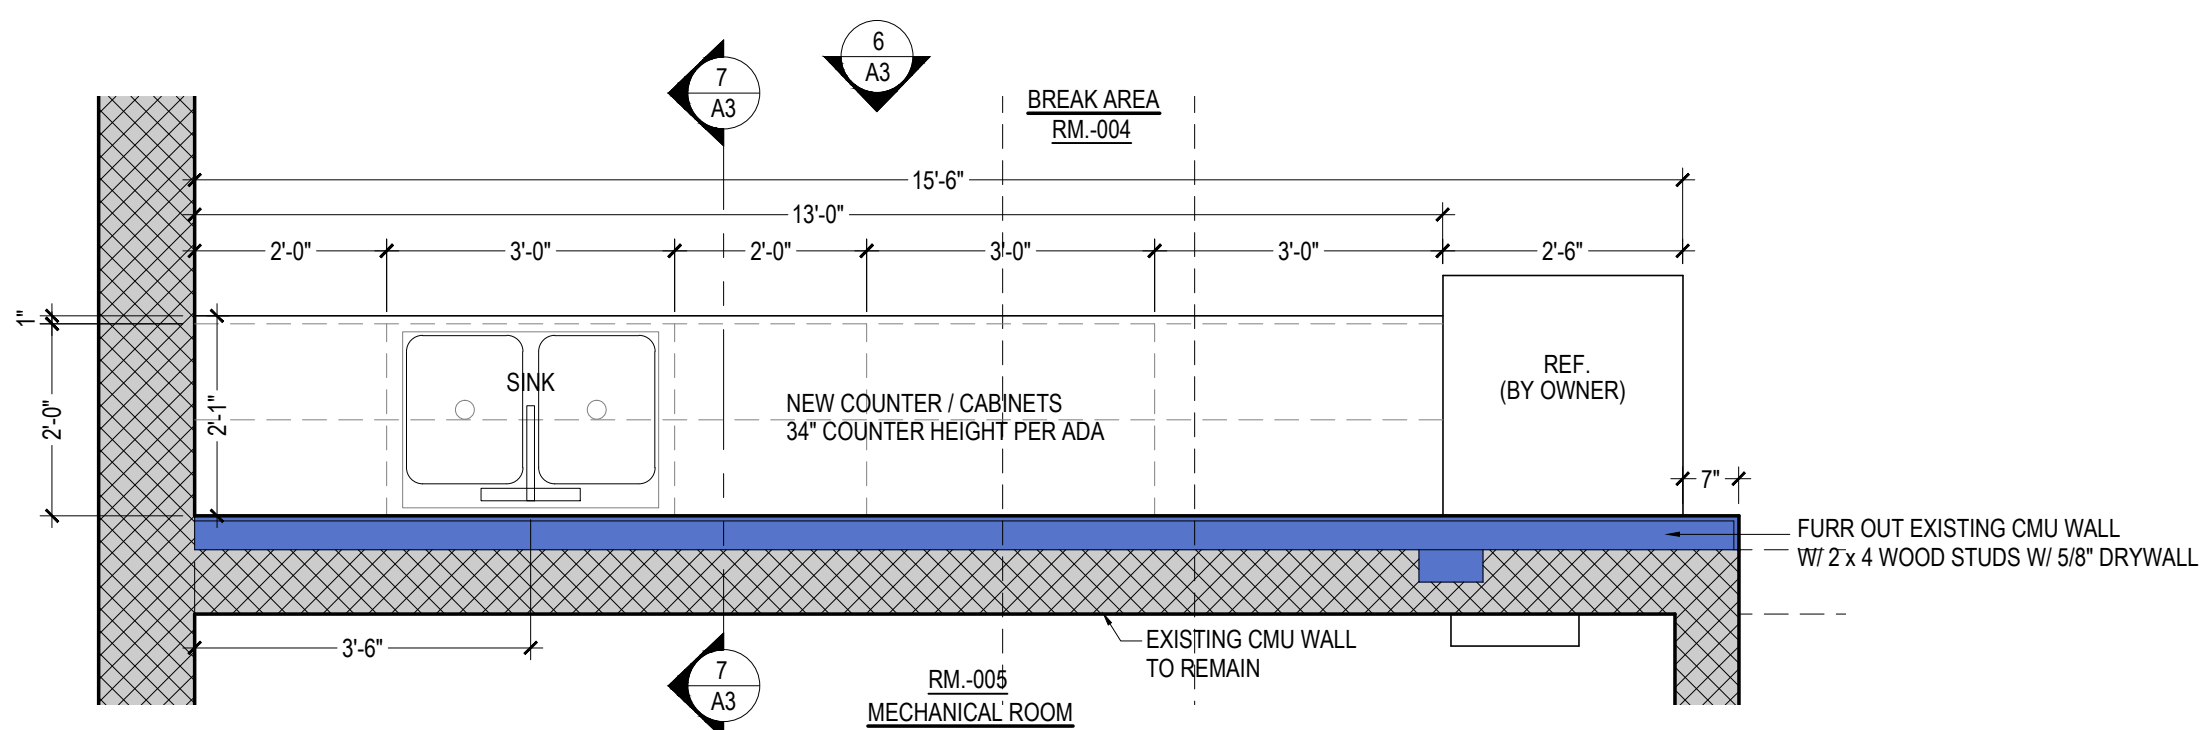 6
A3
7
A3
BREAK AREA
RM.-004
15'-6"
13'-0"
2'-0"
3'-0"
2'-0"
3'-0"
3'-0"
2'-6"
1"
2'-0"
2'-1"
SINK
NEW COUNTER / CABINETS
34" COUNTER HEIGHT PER ADA
REF.
(BY OWNER)
7"
FURR OUT EXISTING CMU WALL
W/ 2 x 4 WOOD STUDS W/ 5/8" DRYWALL
3'-6"
EXISTING CMU WALL
TO REMAIN
7
A3
RM.-005
MECHANICAL ROOM